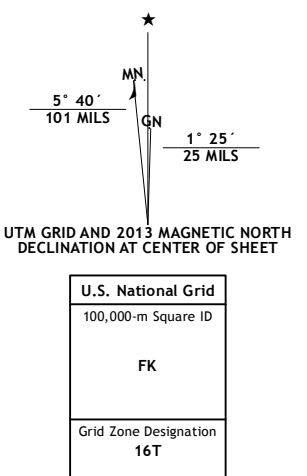 MN
5° 40´
101 MILS
GN
1° 25´
25 MILS
UTM GRID AND 2013 MAGNETIC NORTH
DECLINATION AT CENTER OF SHEET
U.S. National Grid
100,000-m Square ID
FK
Grid Zone Designation
16T